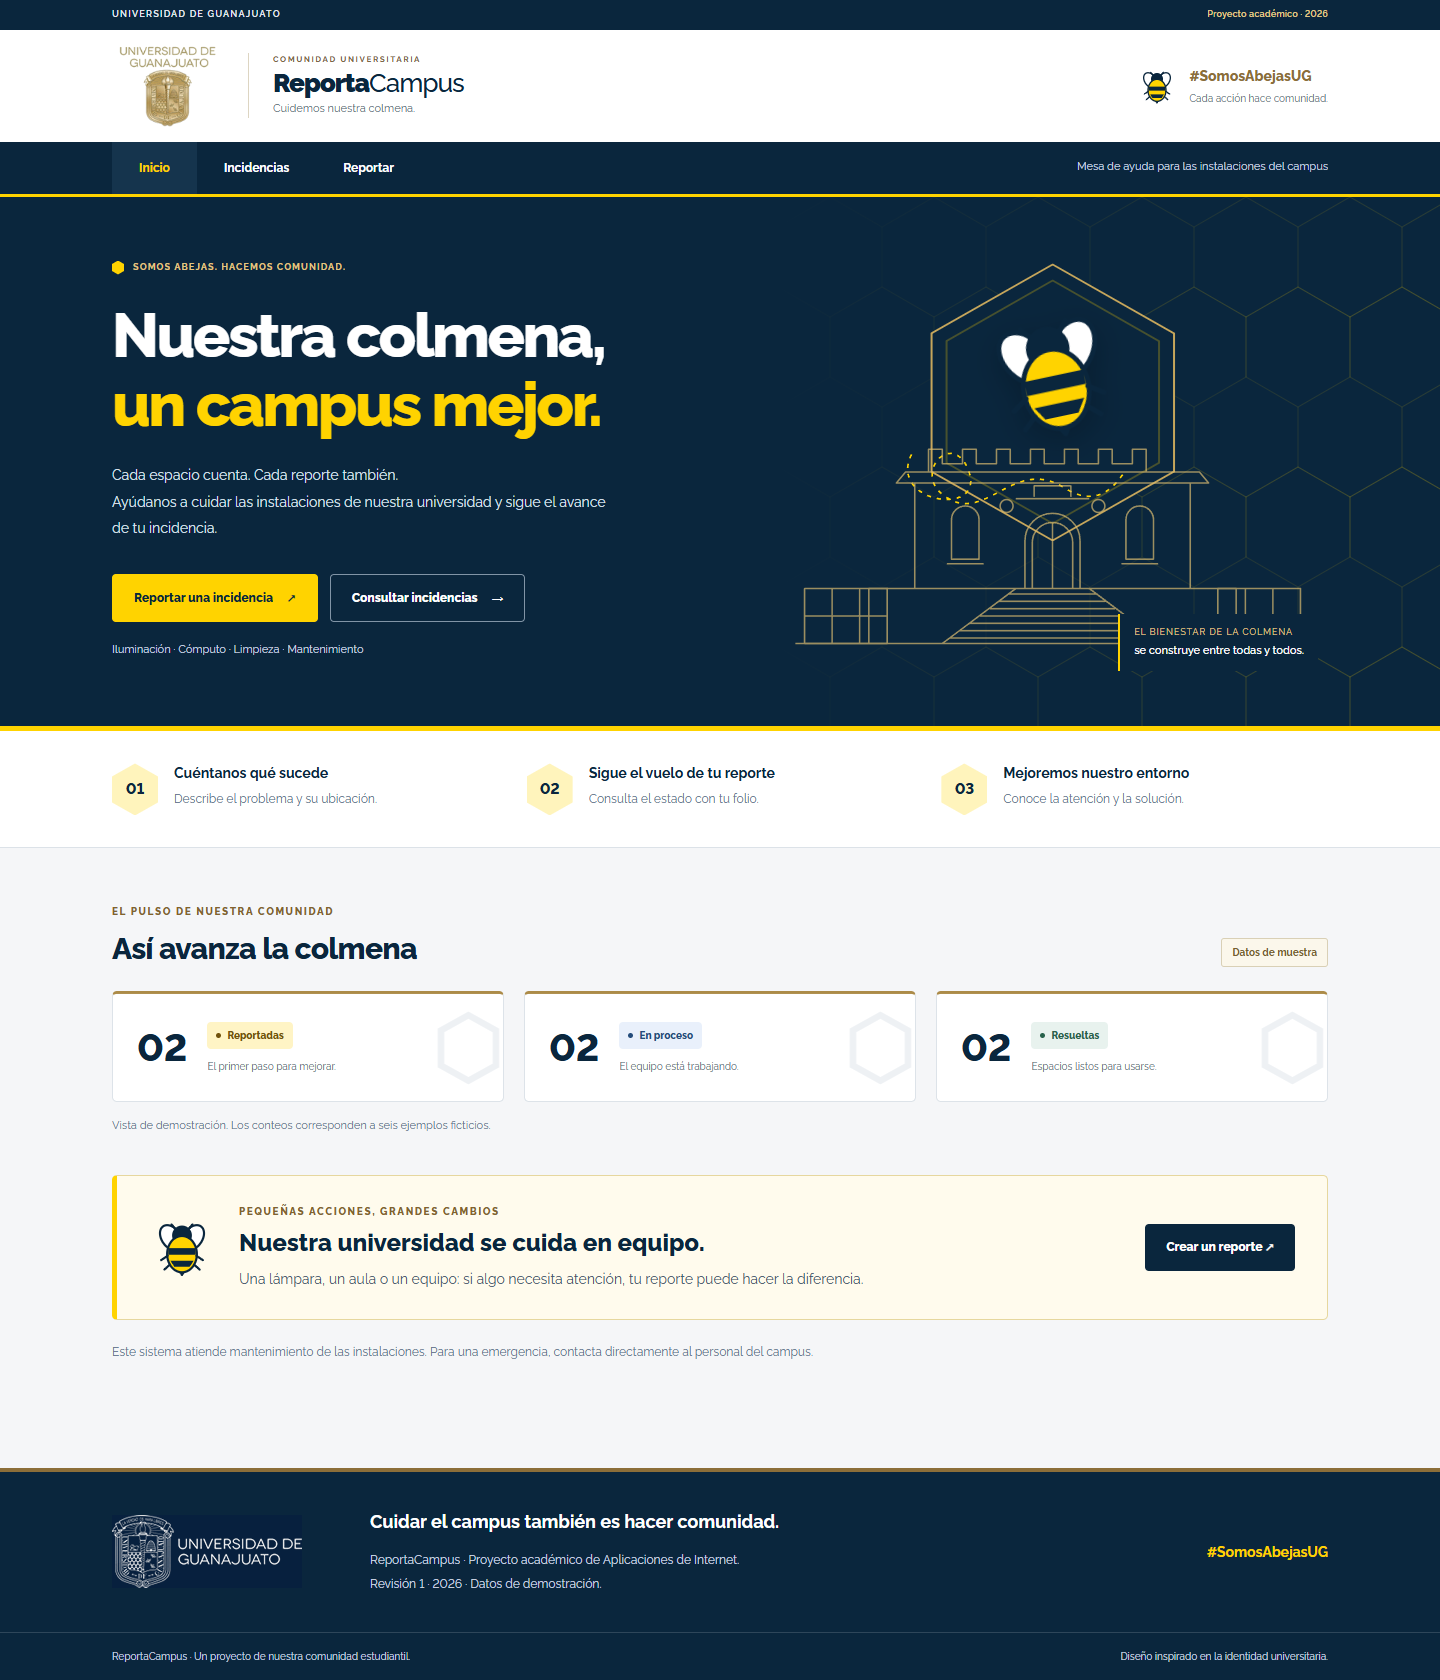 UNIVERSIDAD DE GUANAJUATO
Proyecto académico · 2026
UNIVERSIDAD DE
GUANAJUATO
COMUNIDAD UNIVERSITARIA
ReportaCampus
Cuidemos nuestra colmena.
#SomosAbejasUG
Cada acción hace comunidad.
Inicio
Incidencias
Reportar
Mesa de ayuda para las instalaciones del campus
SOMOS ABEJAS. HACEMOS COMUNIDAD.
Nuestra colmena,
un campus mejor.
Cada espacio cuenta. Cada reporte también.
Ayúdanos a cuidar las instalaciones de nuestra universidad y sigue el avance
de tu incidencia.
Reportar una incidencia ↗
Consultar incidencias →
Iluminación · Cómputo · Limpieza · Mantenimiento
EL BIENESTAR DE LA COLMENA
se construye entre todas y todos.
01
Cuéntanos qué sucede
Describe el problema y su ubicación.
02
Sigue el vuelo de tu reporte
Consulta el estado con tu folio.
03
Mejoremos nuestro entorno
Conoce la atención y la solución.
EL PULSO DE NUESTRA COMUNIDAD
Así avanza la colmena
Datos de muestra
02
Reportadas
El primer paso para mejorar.
02
En proceso
El equipo está trabajando.
02
Resueltas
Espacios listos para usarse.
Vista de demostración. Los conteos corresponden a seis ejemplos ficticios.
PEQUEÑAS ACCIONES, GRANDES CAMBIOS
Nuestra universidad se cuida en equipo.
Una lámpara, un aula o un equipo: si algo necesita atención, tu reporte puede hacer la diferencia.
Crear un reporte ↗
Este sistema atiende mantenimiento de las instalaciones. Para una emergencia, contacta directamente al personal del campus.
UNIVERSIDAD DE
GUANAJUATO
Cuidar el campus también es hacer comunidad.
ReportaCampus · Proyecto académico de Aplicaciones de Internet.
Revisión 1 · 2026 · Datos de demostración.
#SomosAbejasUG
ReportaCampus · Un proyecto de nuestra comunidad estudiantil.
Diseño inspirado en la identidad universitaria.